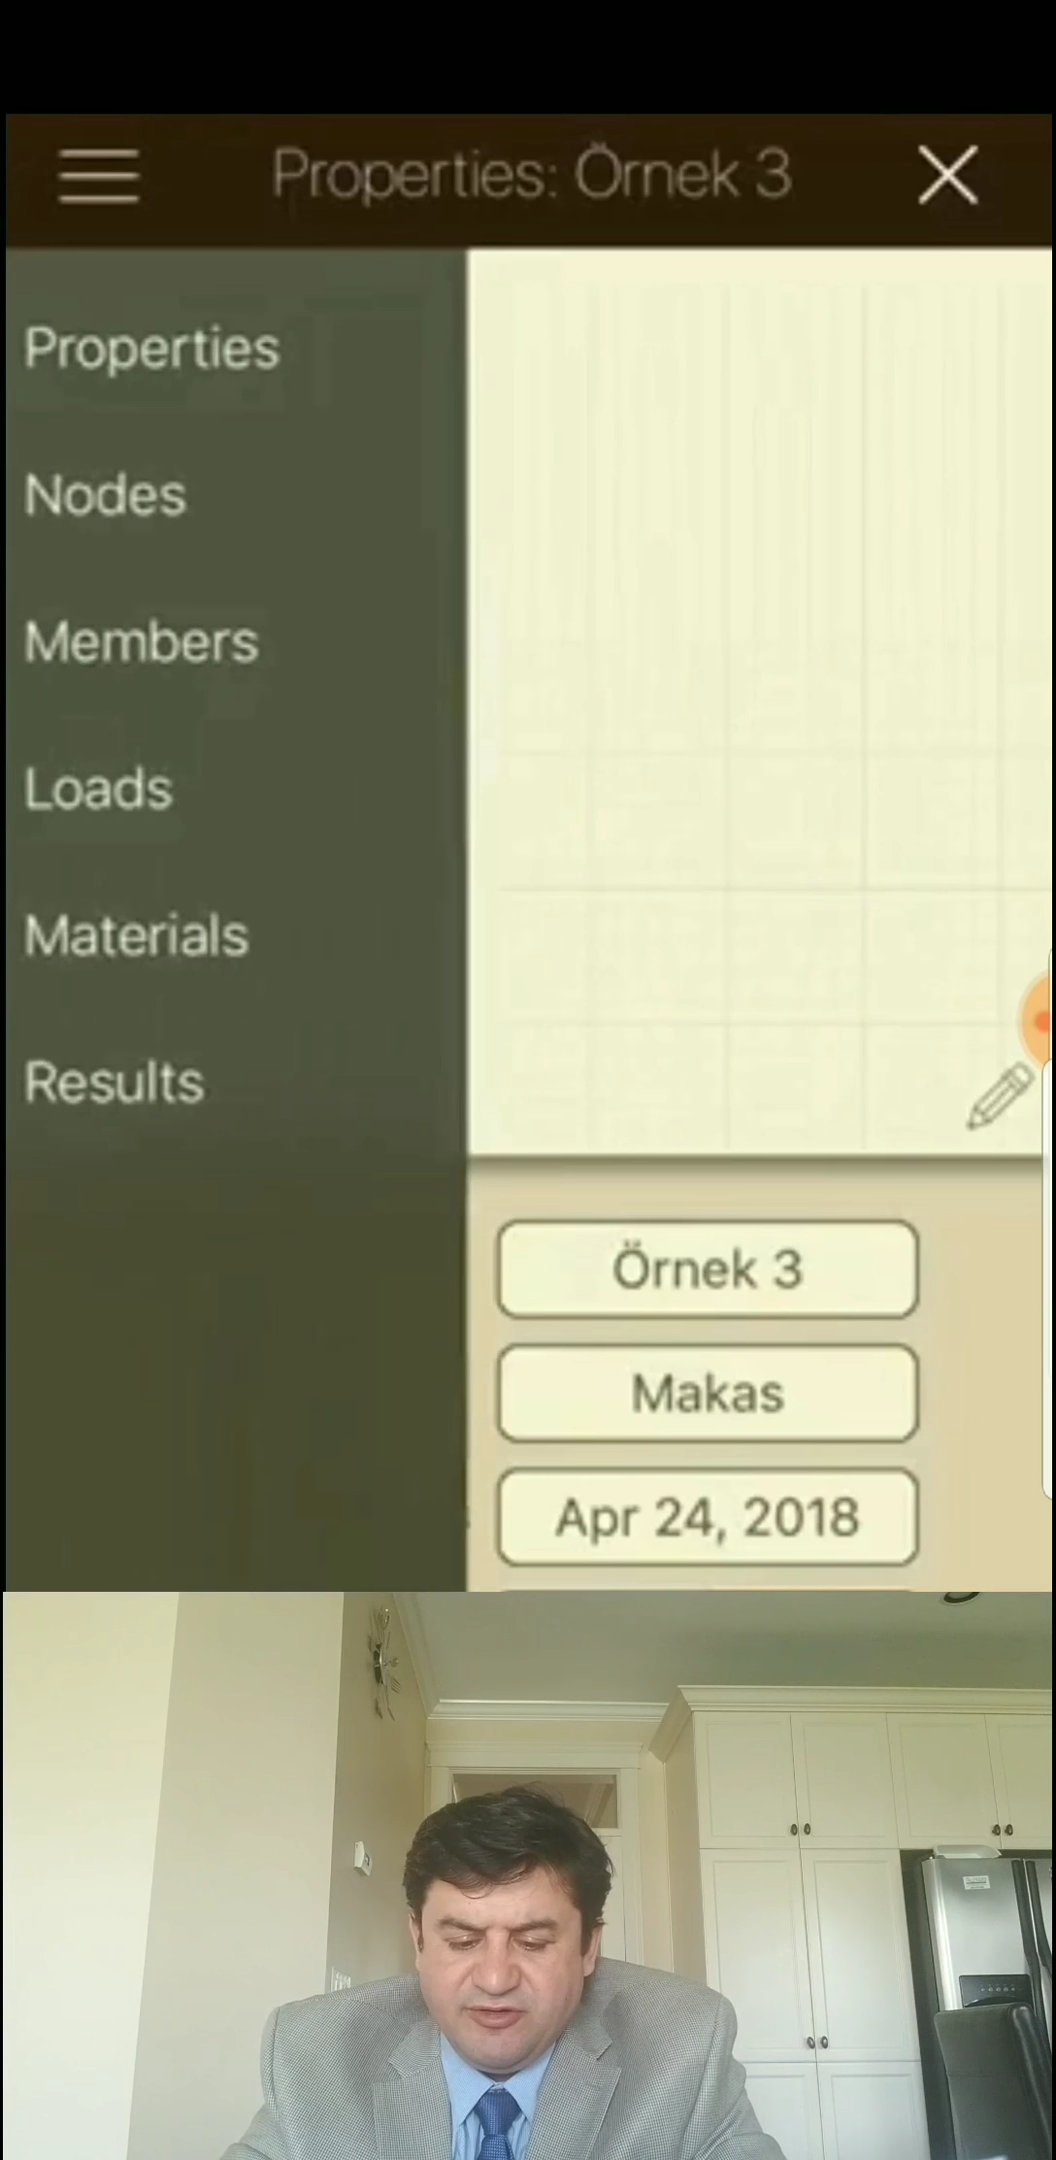 Properties: Örnek 3
Properties
Nodes
Members
Loads
Materials
Results
Örnek 3
Makas
Apr 24, 2018